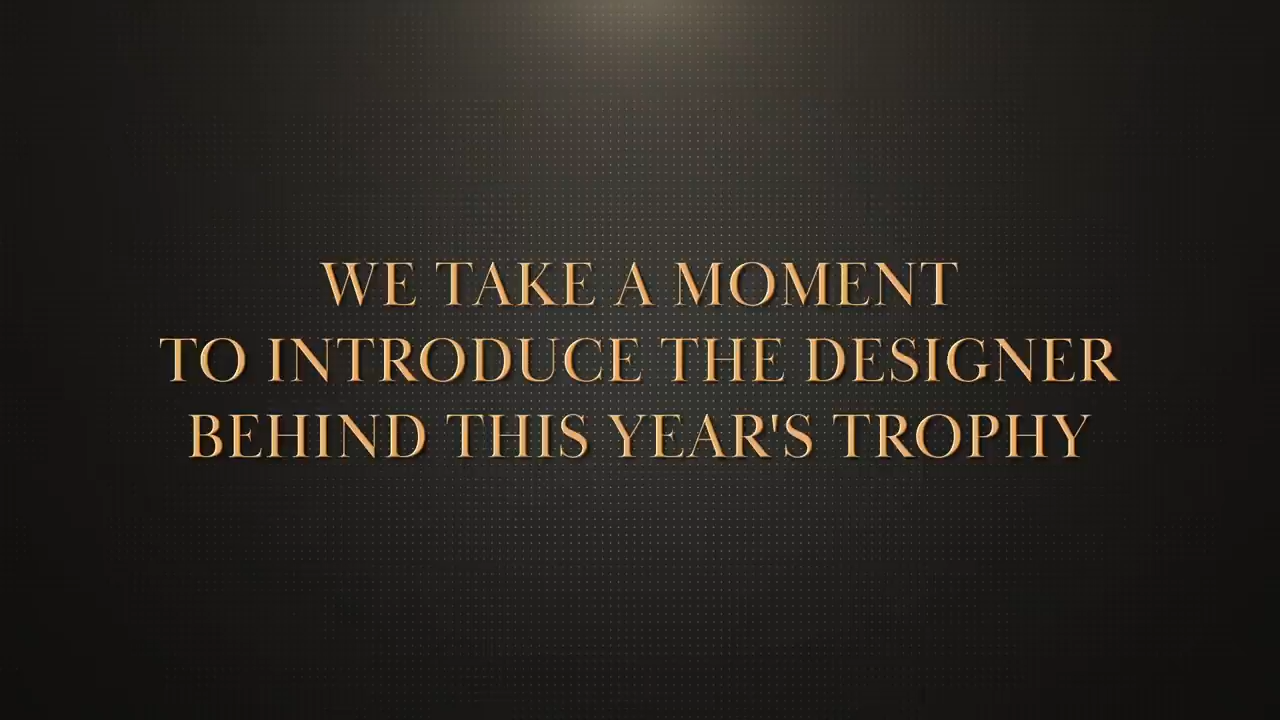 WE TAKE A MOMENT
TO INTRODUCE THE DESIGNER
BEHIND THIS YEAR'S TROPHY